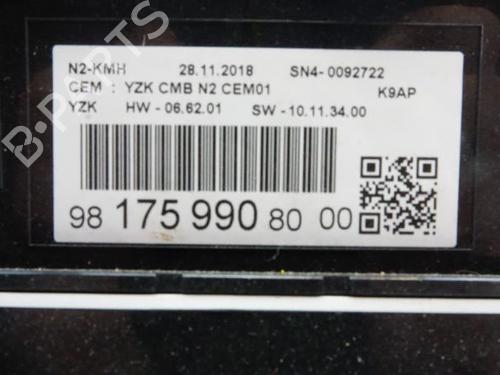 N2-KMH 28.11.2018 SN4- 0092722
CEM : YZK CMB N2 CEM01 K9AP
YZK HW - 06.62.01 SW - 10.11.34.00
98 175 990 80 00
B-PARTS